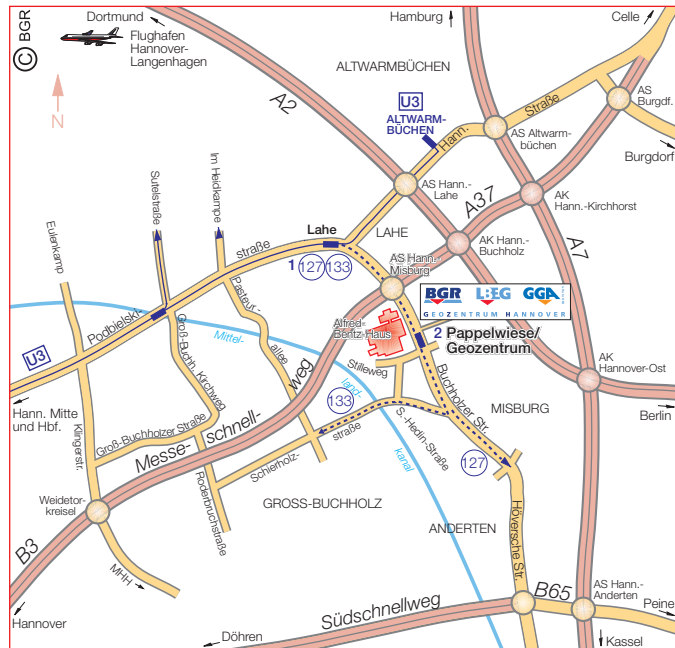 © BGR
Dortmund
Flughafen
Hannover-
Langenhagen
Hamburg
Celle
ALTWARMBÜCHEN
A2
N
U3
ALTWARM-
BÜCHEN
Hann.
Straße
AS
Burgdf.
AS Altwarm-
büchen
Burgdorf
Sutelstraße
Im Heidkampe
Eulenkamp
AS Hann.-
Lahe
A37
AK
Hann.-Kirchhorst
Lahe
LAHE
straße
AK Hann.-
Buchholz
A7
1
127
133
AS Hann.-
Misburg
Pasteur-
allee
BGR
LBEG
GGA
GEOZENTRUM HANNOVER
Podbielski-
Mittel-
Alfred-
Bentz-Haus
2 Pappelwiese/
Geozentrum
U3
Groß-Buchh. Kirchweg
Stilleweg
AK
Hannover-Ost
weg
land-
Buchholzer Str.
Hann. Mitte
und Hbf.
133
MISBURG
Berlin
Klingerstr.
Groß-Buchholzer Straße
schnell-
straße
S.-Hedin-Straße
Messe-
kanal
127
Schierholz-
Weidetor-
kreisel
Roderbruchstraße
GROSS-BUCHHOLZ
ANDERTEN
Höversche Str.
B3
MHH
B65
AS Hann.-
Anderten
Peine
Hannover
Südschnellweg
Döhren
Kassel